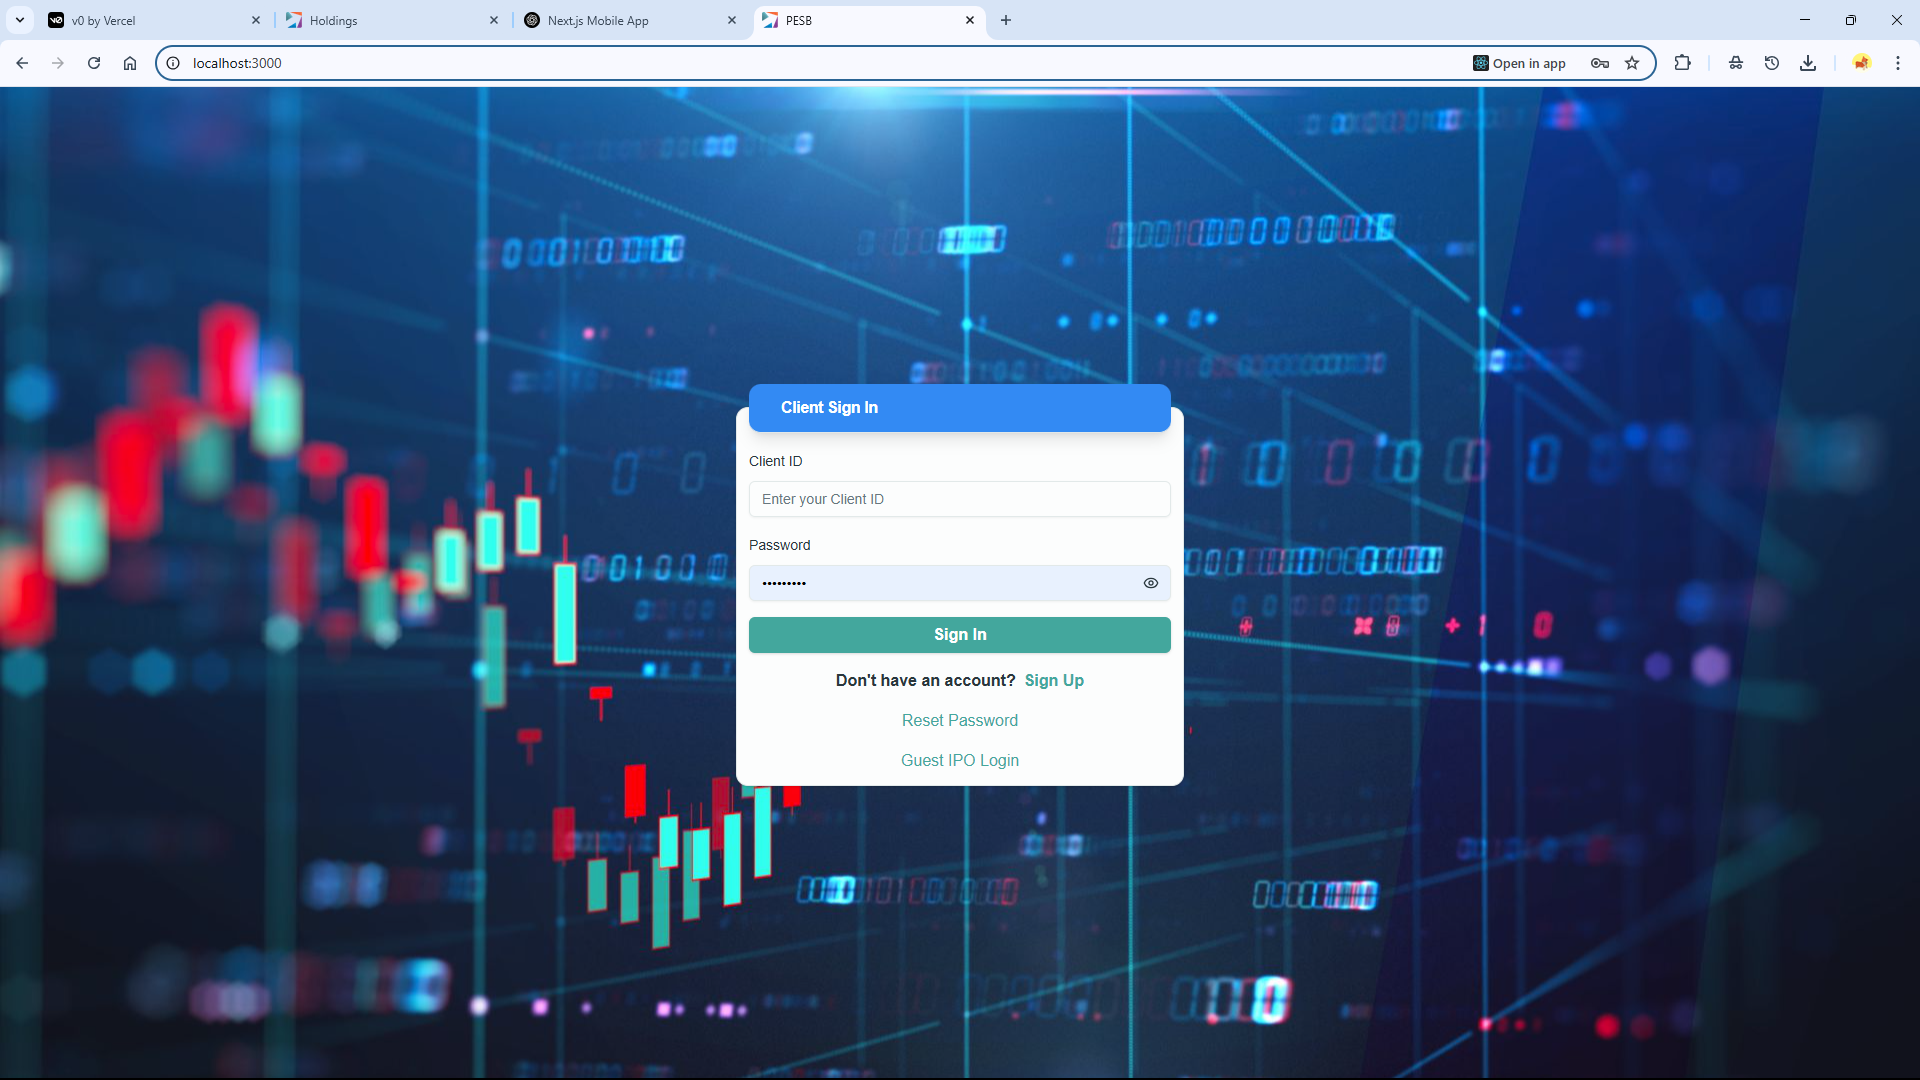 v0 by Vercel
Holdings
Next.js Mobile App
PESB
localhost:3000
Open in app
Client Sign In
Client ID
Enter your Client ID
Password
•••••••••
Sign In
Don't have an account? Sign Up
Reset Password
Guest IPO Login